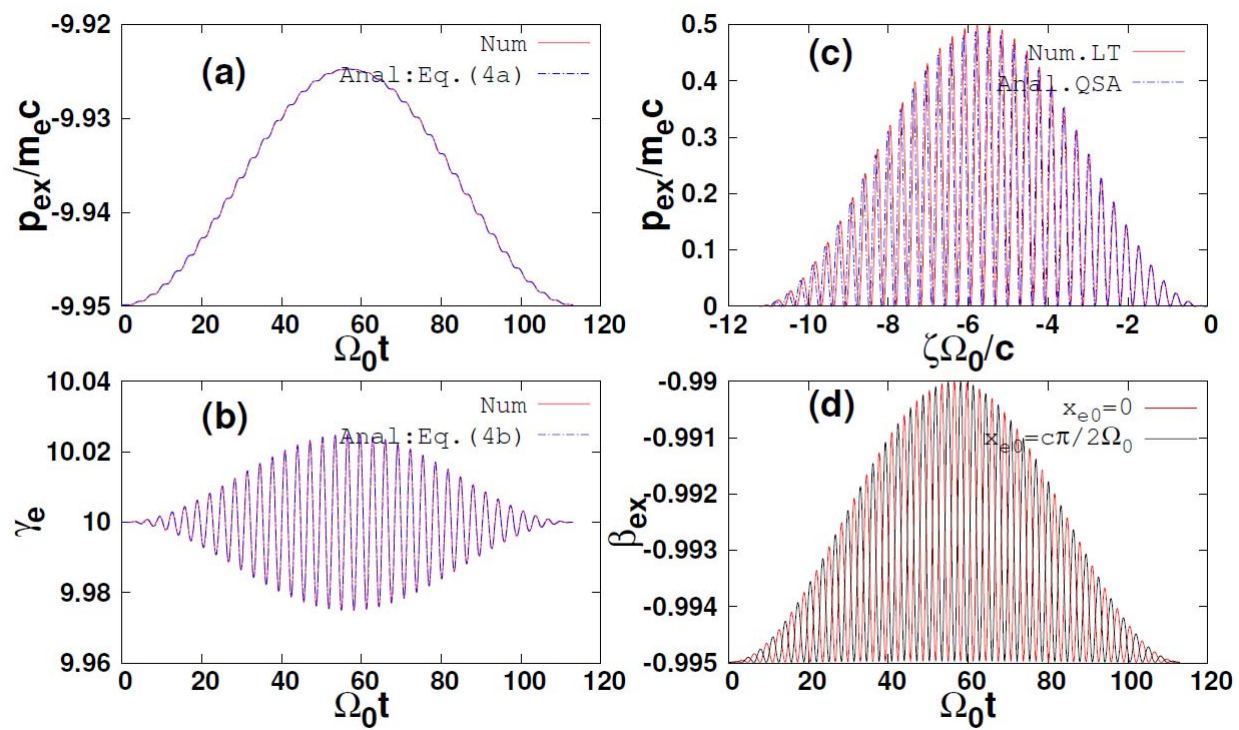 (a)
Num
Anal:Eq.(4a)
p_ex/m_ec
-9.92
-9.93
-9.94
-9.95
0 20 40 60 80 100 120
Ω_0t
(c)
Num.LT
Anal.QSA
p_ex/m_ec
0.5
0.4
0.3
0.2
0.1
0
-12 -10 -8 -6 -4 -2 0
ζΩ_0/c
(b)
Num
Anal:Eq.(4b)
γ_e
10.04
10.02
10
9.98
9.96
0 20 40 60 80 100 120
Ω_0t
(d)
x_e0=0
x_e0=cπ/2Ω_0
β_ex
-0.99
-0.991
-0.992
-0.993
-0.994
-0.995
0 20 40 60 80 100 120
Ω_0t